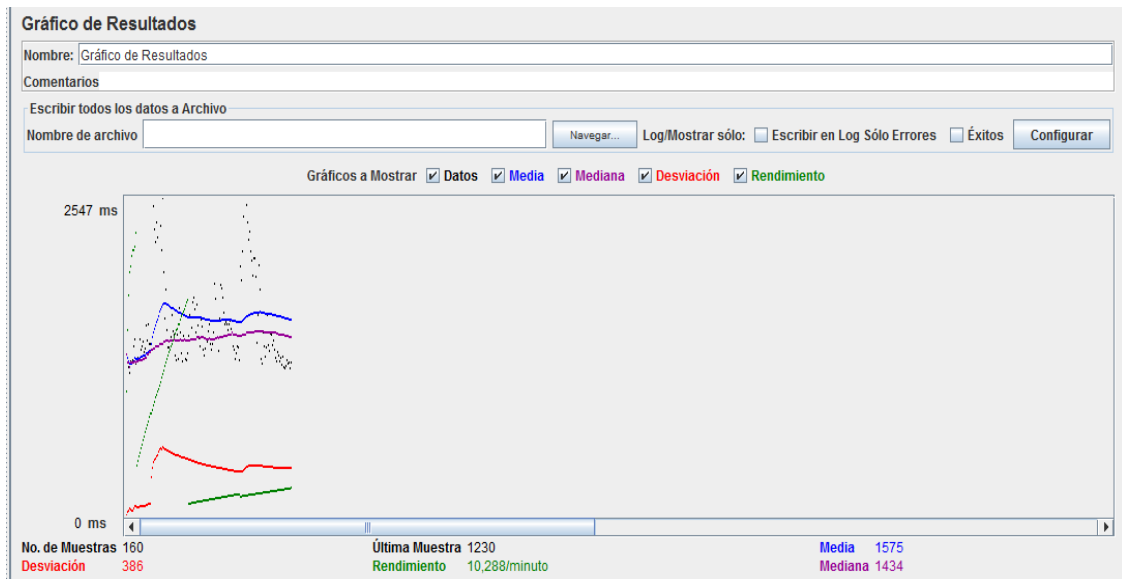 Gráfico de Resultados
Nombre: Gráfico de Resultados
Comentarios
Escribir todos los datos a Archivo
Nombre de archivo Navegar... Log/Mostrar sólo: Escribir en Log Sólo Errores Éxitos Configurar
Gráficos a Mostrar Datos Media Mediana Desviación Rendimiento
2547 ms
0 ms
No. de Muestras 160 Última Muestra 1230 Media 1575
Desviación 386 Rendimiento 10,288/minuto Mediana 1434